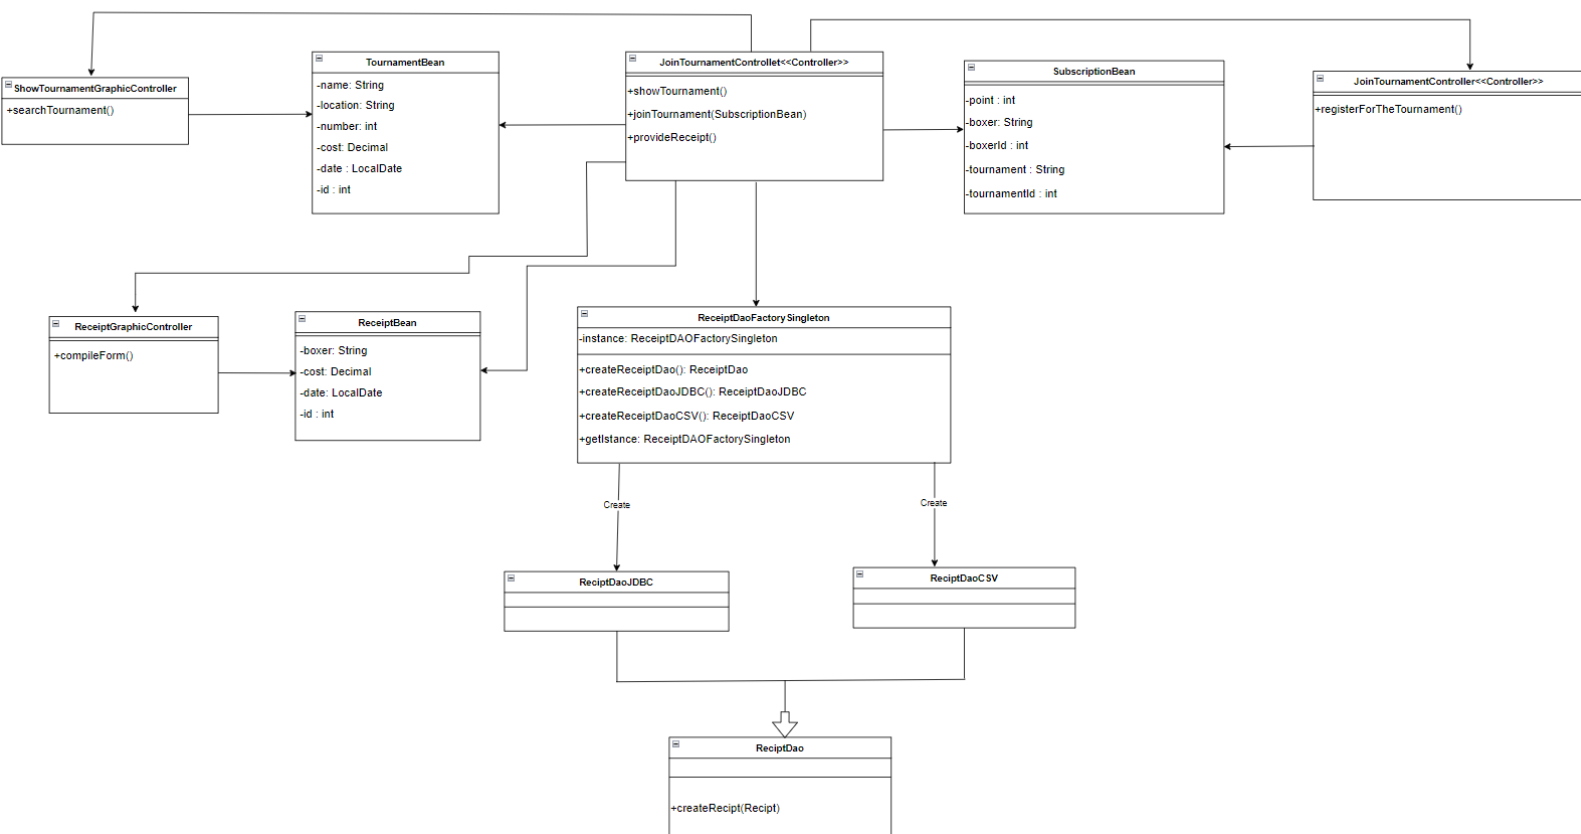 ShowTournamentGraphicController
+searchTournament()
TournamentBean
-name: String
-location: String
-number: int
-cost: Decimal
-date : LocalDate
-id : int
JoinTournamentControllet<<Controller>>
+showTournament()
+joinTournament(SubscriptionBean)
+provideReceipt()
SubscriptionBean
-point : int
-boxer: String
-boxerId : int
-tournament : String
-tournamentId : int
JoinTournamentController<<Controller>>
+registerForTheTournament()
ReceiptGraphicController
+compileForm()
ReceiptBean
-boxer: String
-cost: Decimal
-date: LocalDate
-id : int
ReceiptDaoFactorySingleton
-instance: ReceiptDAOFactorySingleton
+createReceiptDao(): ReceiptDao
+createReceiptDaoJDBC(): ReceiptDaoJDBC
+createReceiptDaoCSV(): ReceiptDaoCSV
+getIstance: ReceiptDAOFactorySingleton
Create
Create
ReciptDaoJDBC
ReciptDaoCSV
ReciptDao
+createRecipt(Recipt)